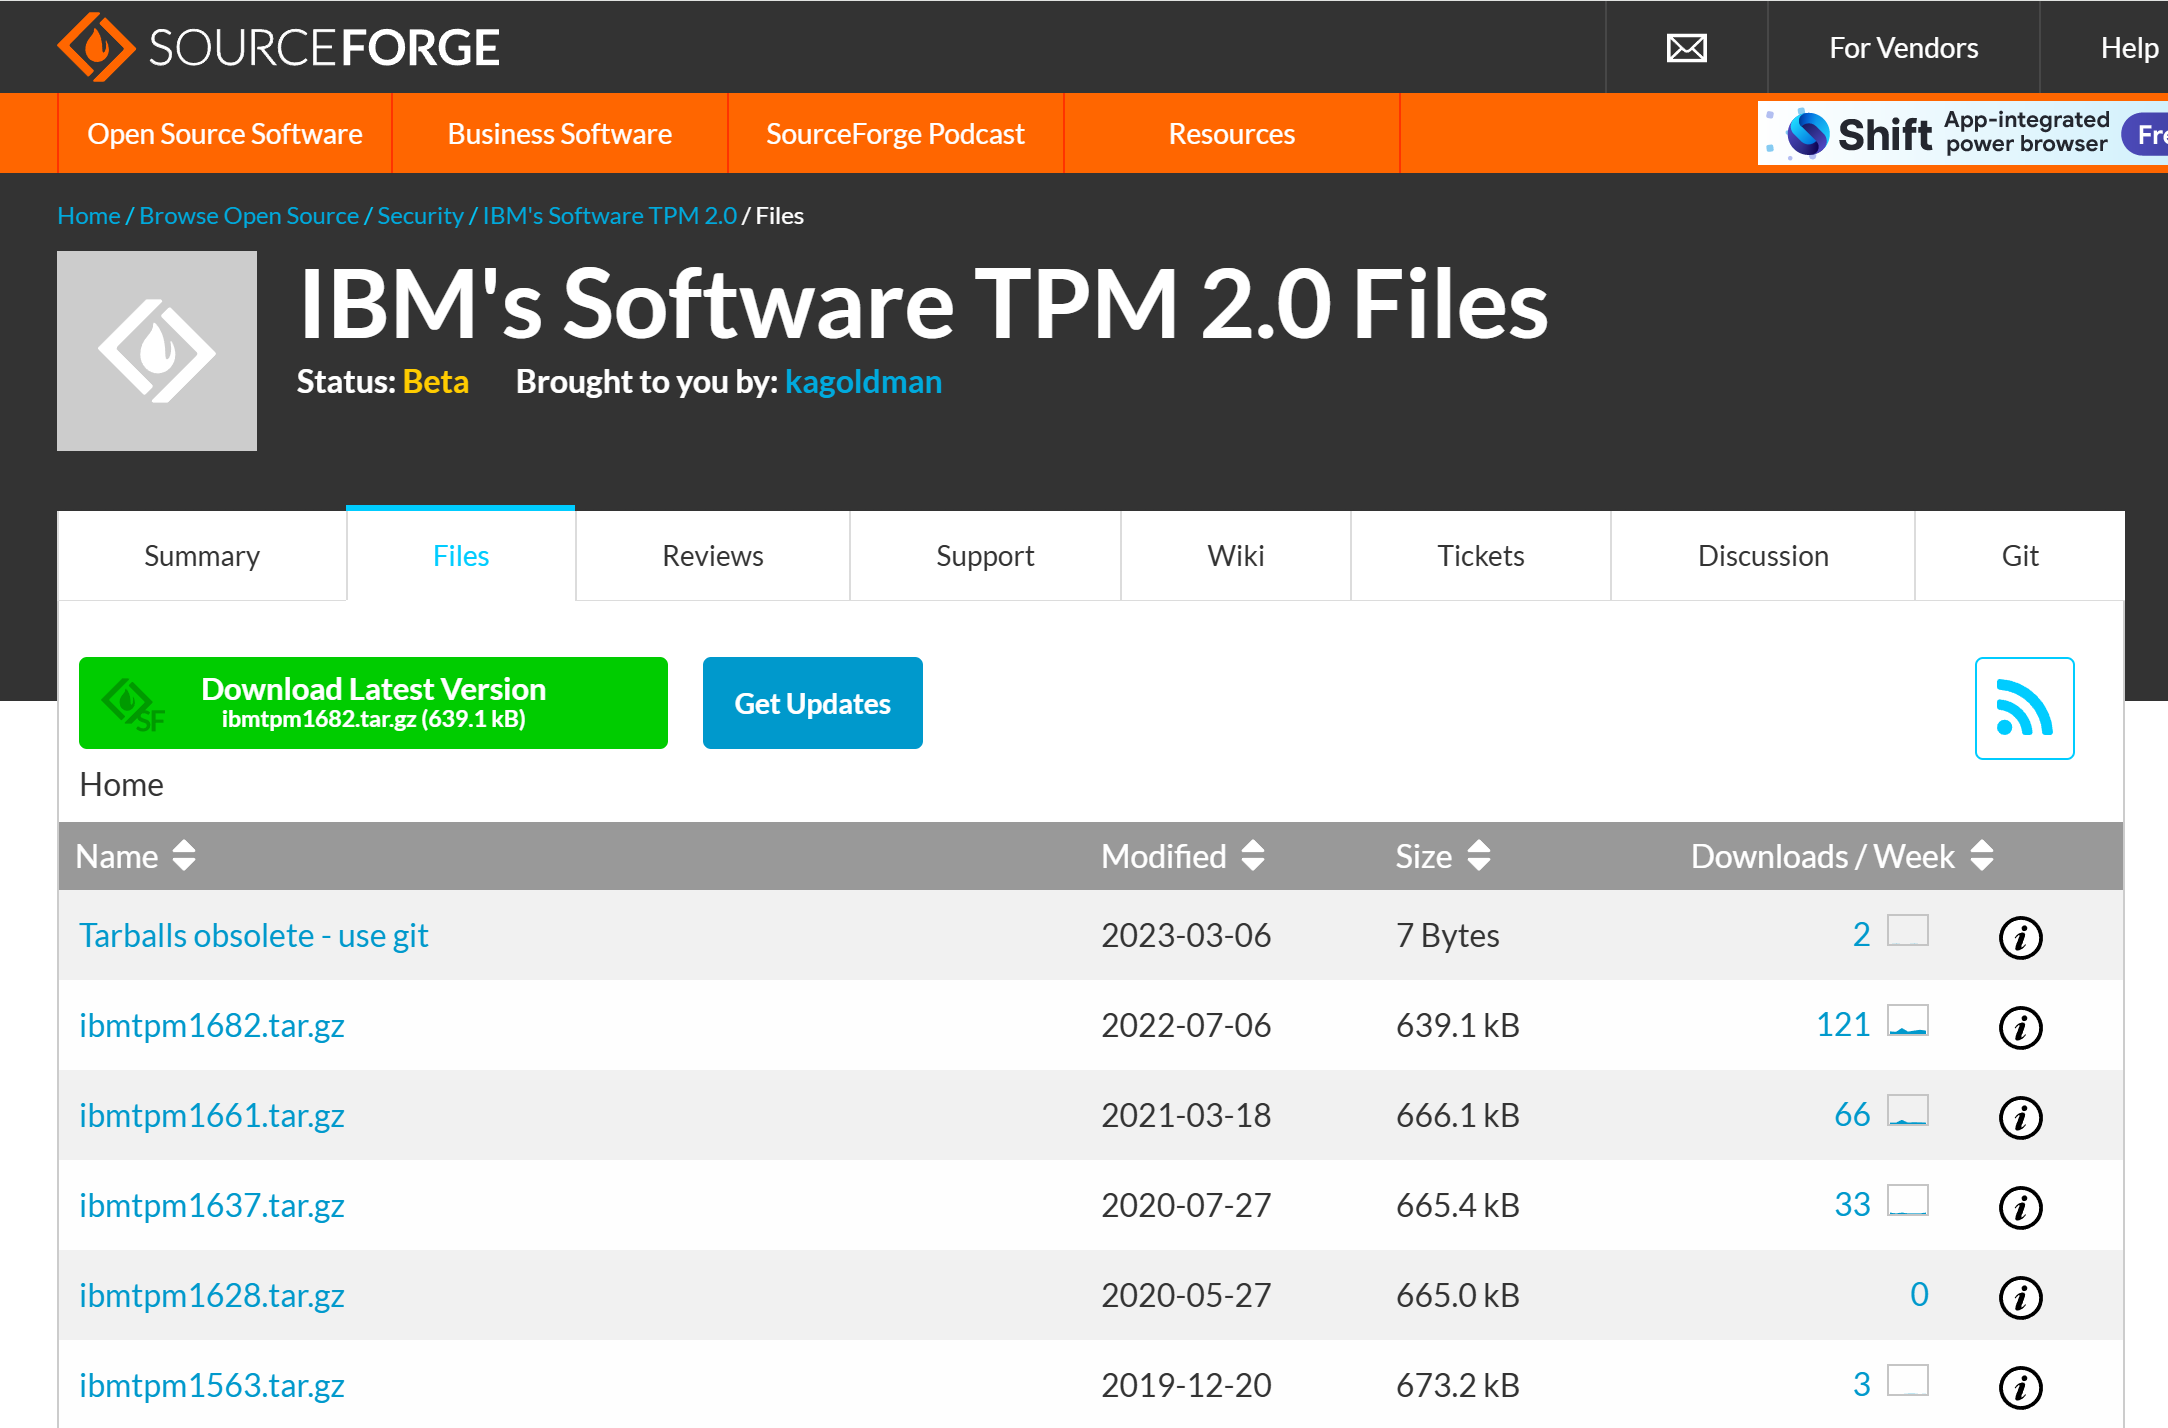 SOURCEFORGE
For Vendors
Help
Open Source Software
Business Software
SourceForge Podcast
Resources
Shift
App-integrated
power browser
Home / Browse Open Source / Security / IBM's Software TPM 2.0 / Files
IBM's Software TPM 2.0 Files
Status: Beta Brought to you by: kagoldman
Summary
Files
Reviews
Support
Wiki
Tickets
Discussion
Git
Download Latest Version
ibmtpm1682.tar.gz (639.1 kB)
SF
Get Updates
Home
Name Modified Size Downloads / Week
Tarballs obsolete - use git 2023-03-06 7 Bytes 2
ibmtpm1682.tar.gz 2022-07-06 639.1 kB 121
ibmtpm1661.tar.gz 2021-03-18 666.1 kB 66
ibmtpm1637.tar.gz 2020-07-27 665.4 kB 33
ibmtpm1628.tar.gz 2020-05-27 665.0 kB 0
ibmtpm1563.tar.gz 2019-12-20 673.2 kB 3